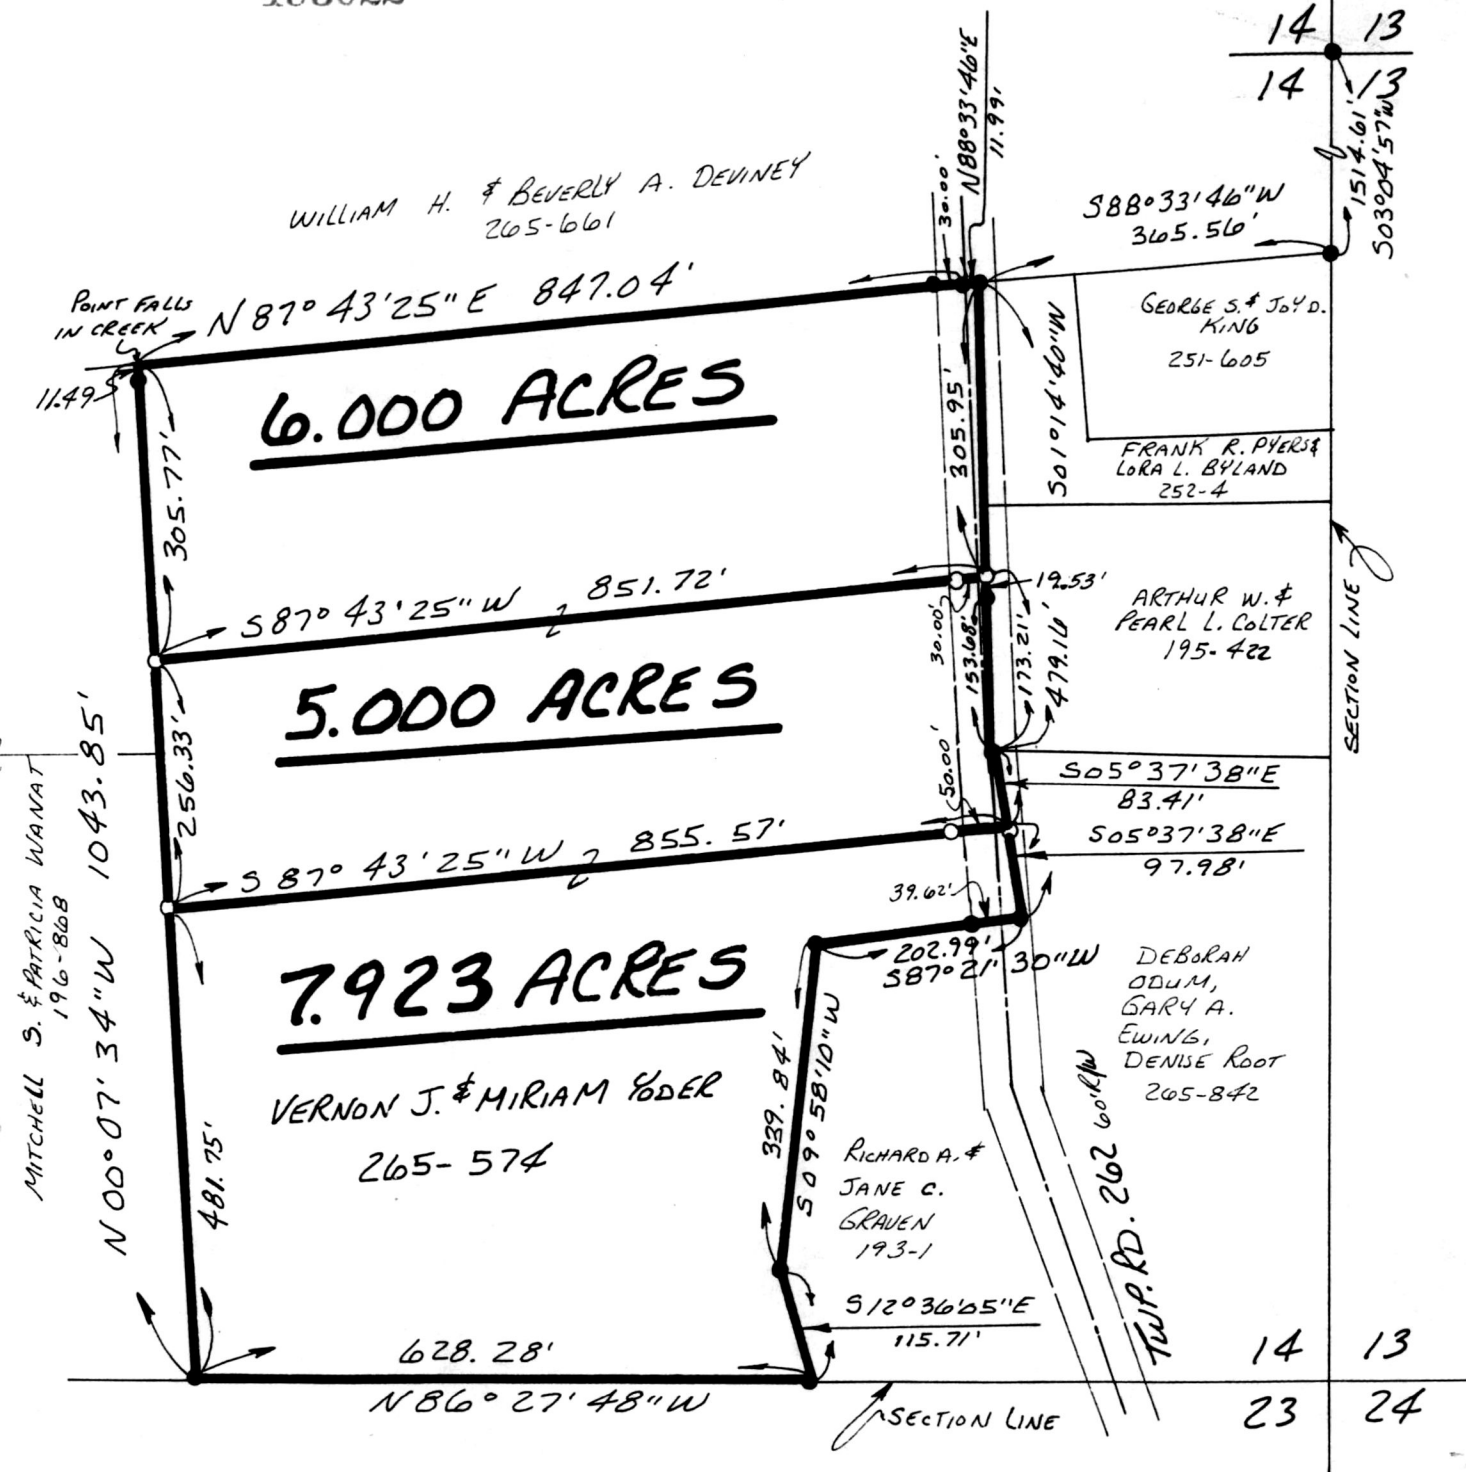 14 13
14 13
1514.61'
S03°04'57"W
N88°33'46"E
11.99'
30.00'
S88°33'46"W
365.56'
WILLIAM H. & BEVERLY A. DEVINEY
265-661
POINT FALLS
IN CREEK
N87°43'25"E 847.04'
11.49
6.000 ACRES
305.77'
305.95'
S01°14'40"W
GEORGE S. & JOY D.
KING
251-605
FRANK R. PYERS &
LORA L. BYLAND
252-4
SECTION LINE
S87°43'25"W 851.72'
19.53'
30.00'
153.68'
173.21'
479.16'
ARTHUR W. &
PEARL L. COLTER
195-422
5.000 ACRES
256.33'
50.00'
S05°37'38"E
83.41'
S05°37'38"E
97.98'
S87°43'25"W 855.57'
39.62'
202.99'
S87°21'30"W
7.923 ACRES
VERNON J. & MIRIAM YODER
265-574
MITCHELL S. & PATRICIA WANAT
196-868
N00°07'34"W 1043.85'
481.75'
339.84'
S09°58'10"W
DEBORAH
ODUM,
GARY A.
EWING,
DENISE ROOT
265-842
RICHARD A. &
JANE C.
GRAVEN
193-1
TWP. RD. 262 60' R/W
S12°36'05"E
115.71'
628.28'
N86°27'48"W
SECTION LINE
14 13
23 24